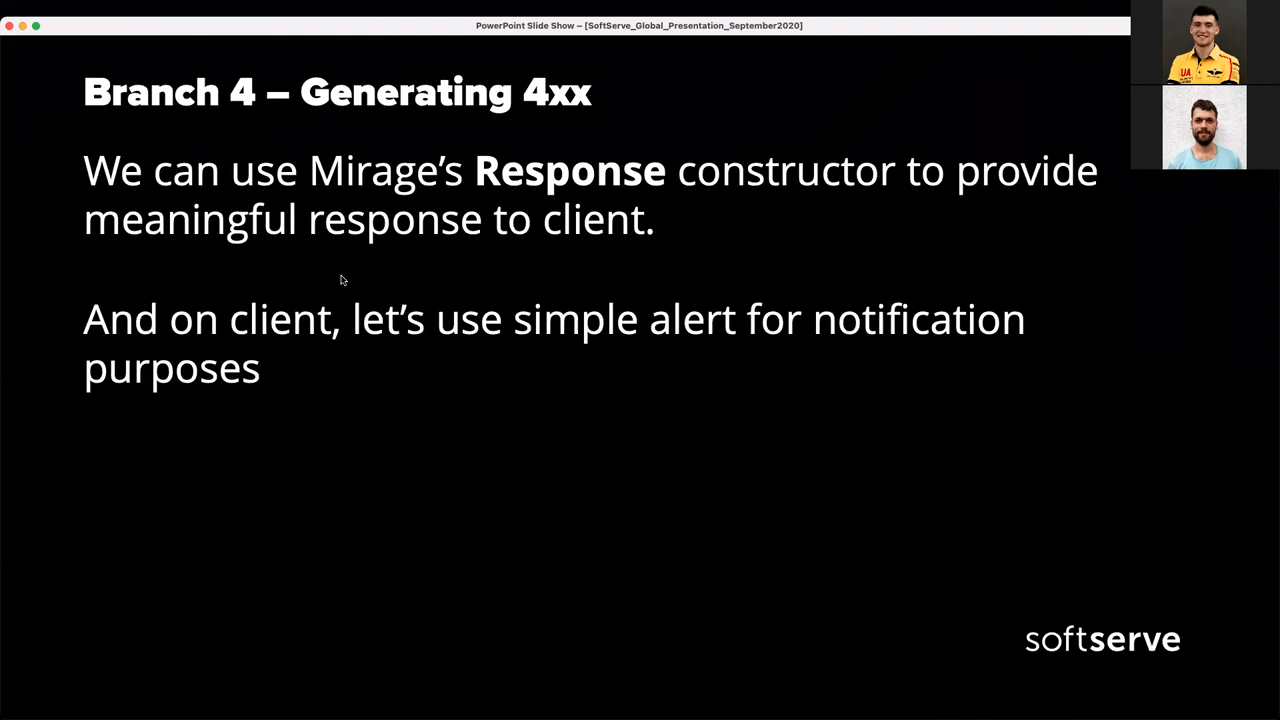 PowerPoint Slide Show – [SoftServe_Global_Presentation_September2020]
Branch 4 – Generating 4xx
We can use Mirage’s Response constructor to provide
meaningful response to client.
And on client, let’s use simple alert for notification
purposes
softserve
UA